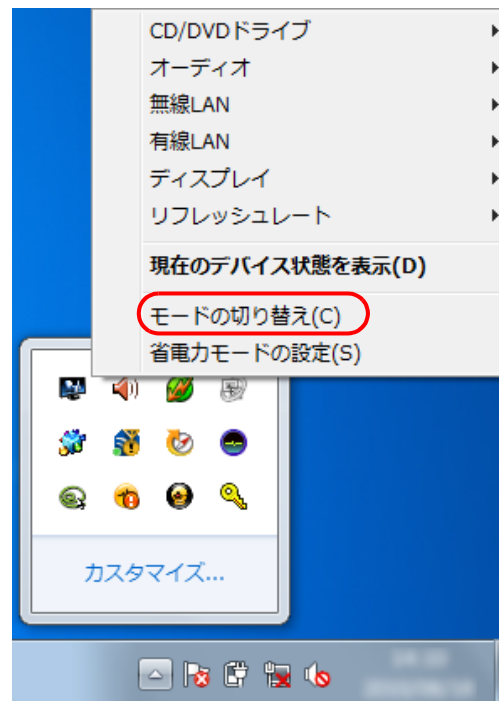 CD/DVDドライブ
オーディオ
無線LAN
有線LAN
ディスプレイ
リフレッシュレート
現在のデバイス状態を表示(D)
モードの切り替え(C)
省電力モードの設定(S)
カスタマイズ...